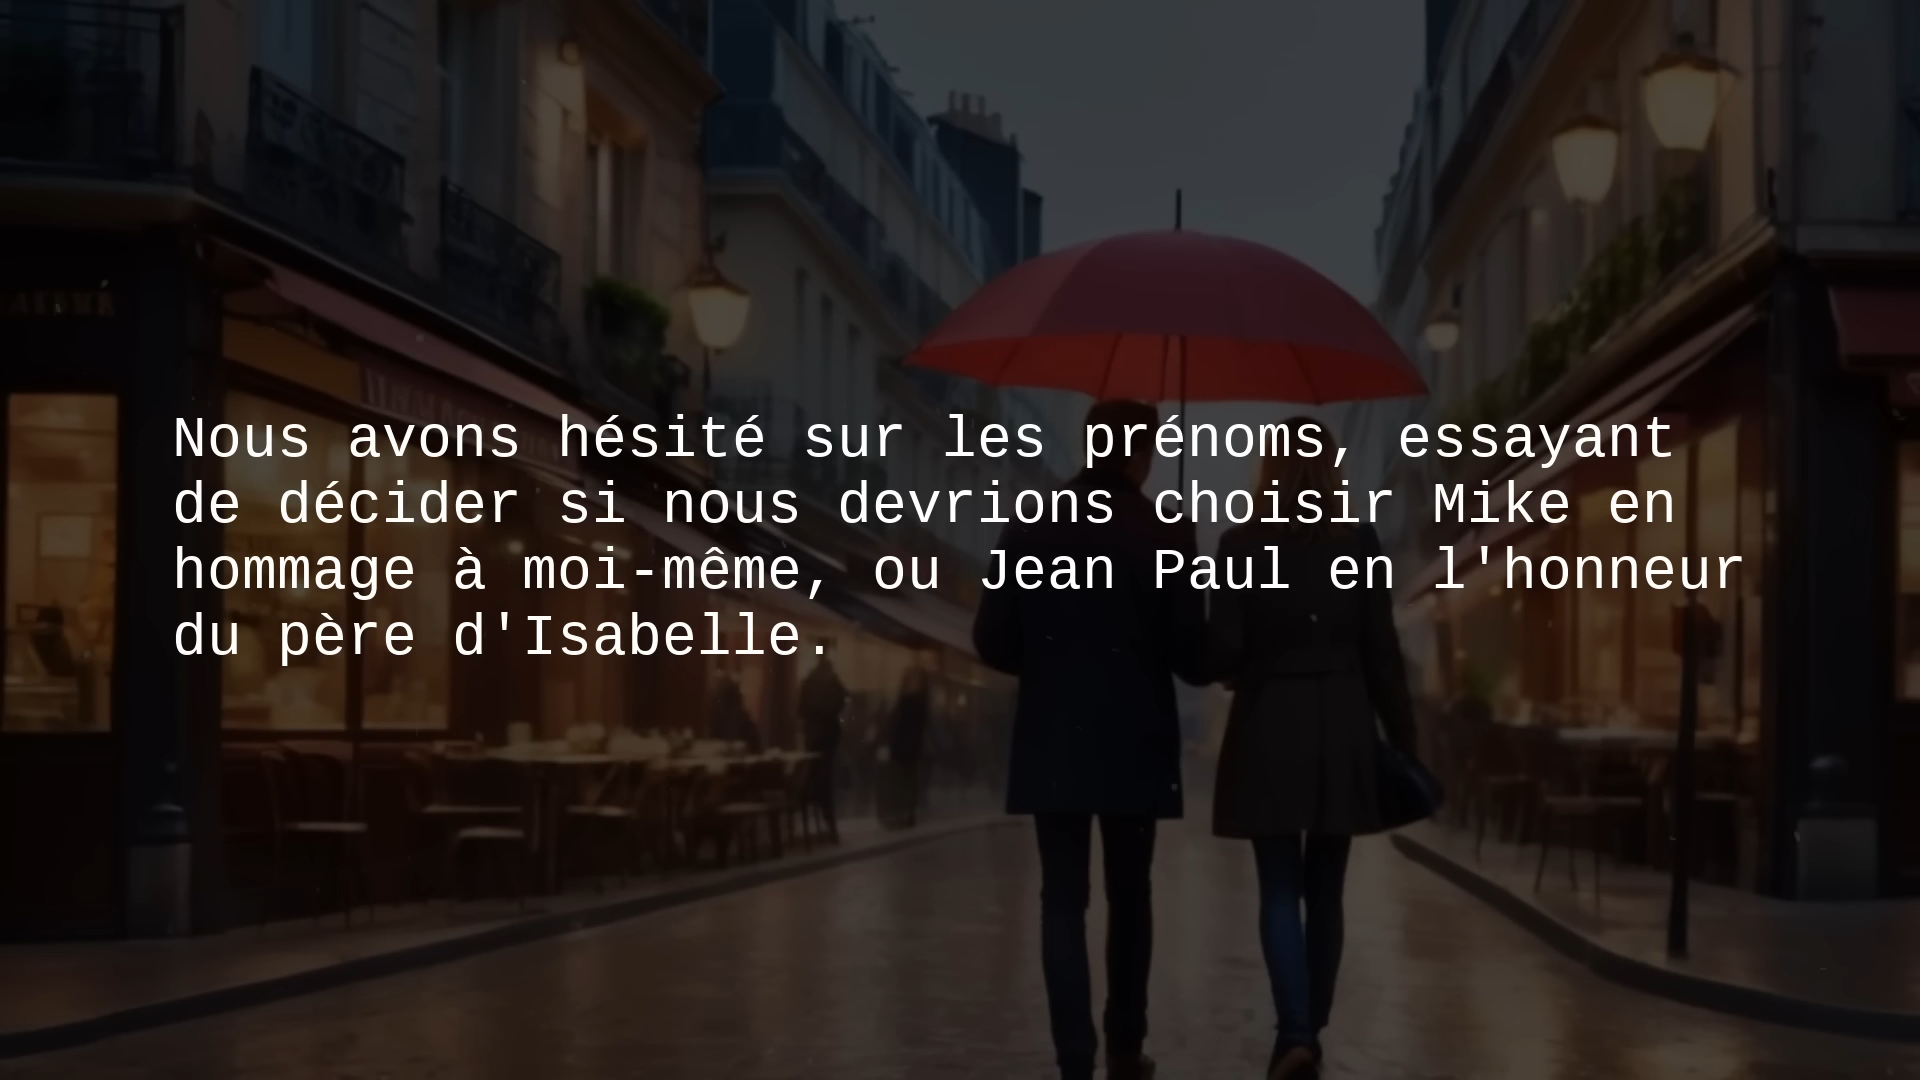 Nous avons hésité sur les prénoms, essayant
de décider si nous devrions choisir Mike en
hommage à moi-même, ou Jean Paul en l'honneur
du père d'Isabelle.